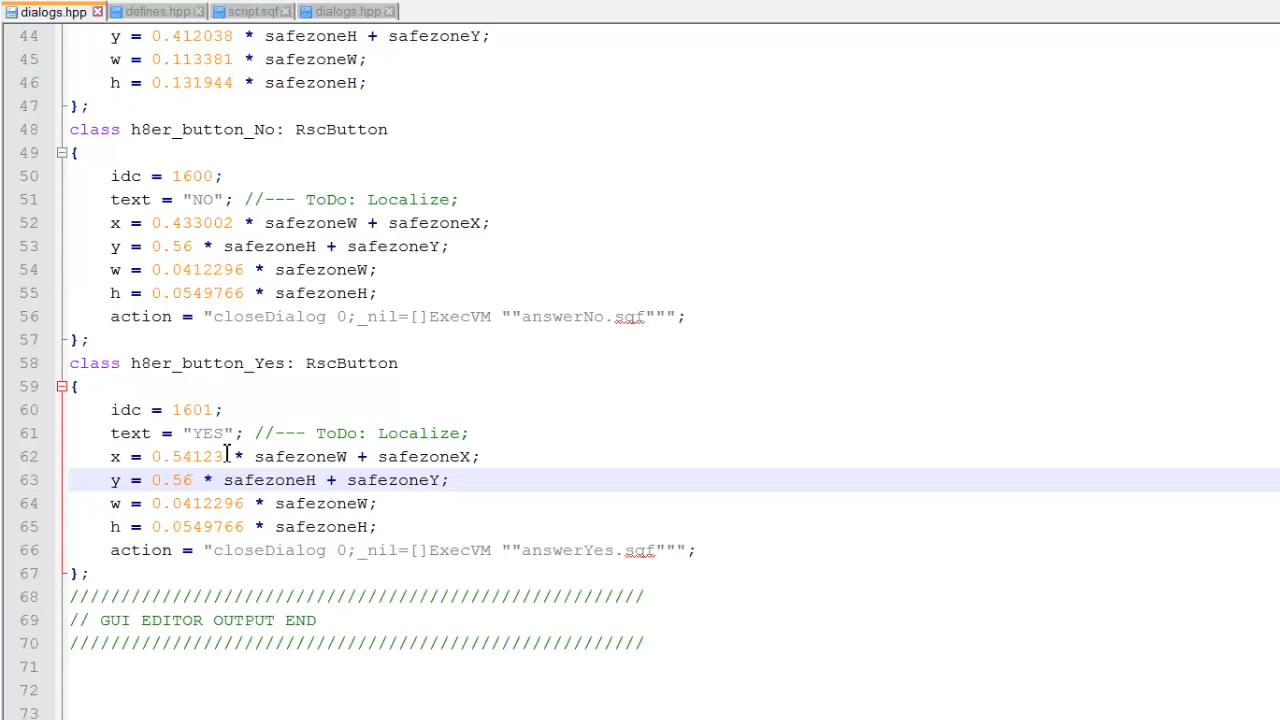 dialogs.hpp defines.hpp script.sqf dialogs.hpp
44 y = 0.412038 * safezoneH + safezoneY;
45 w = 0.113381 * safezoneW;
46 h = 0.131944 * safezoneH;
47 };
48 class h8er_button_No: RscButton
49 {
50 idc = 1600;
51 text = "NO"; //--- ToDo: Localize;
52 x = 0.433002 * safezoneW + safezoneX;
53 y = 0.56 * safezoneH + safezoneY;
54 w = 0.0412296 * safezoneW;
55 h = 0.0549766 * safezoneH;
56 action = "closeDialog 0;_nil=[]ExecVM ""answerNo.sqf""";
57 };
58 class h8er_button_Yes: RscButton
59 {
60 idc = 1601;
61 text = "YES"; //--- ToDo: Localize;
62 x = 0.54123 * safezoneW + safezoneX;
63 y = 0.56 * safezoneH + safezoneY;
64 w = 0.0412296 * safezoneW;
65 h = 0.0549766 * safezoneH;
66 action = "closeDialog 0;_nil=[]ExecVM ""answerYes.sqf""";
67 };
68 ////////////////////////////////////////////////////////
69 // GUI EDITOR OUTPUT END
70 ////////////////////////////////////////////////////////
71
72
73